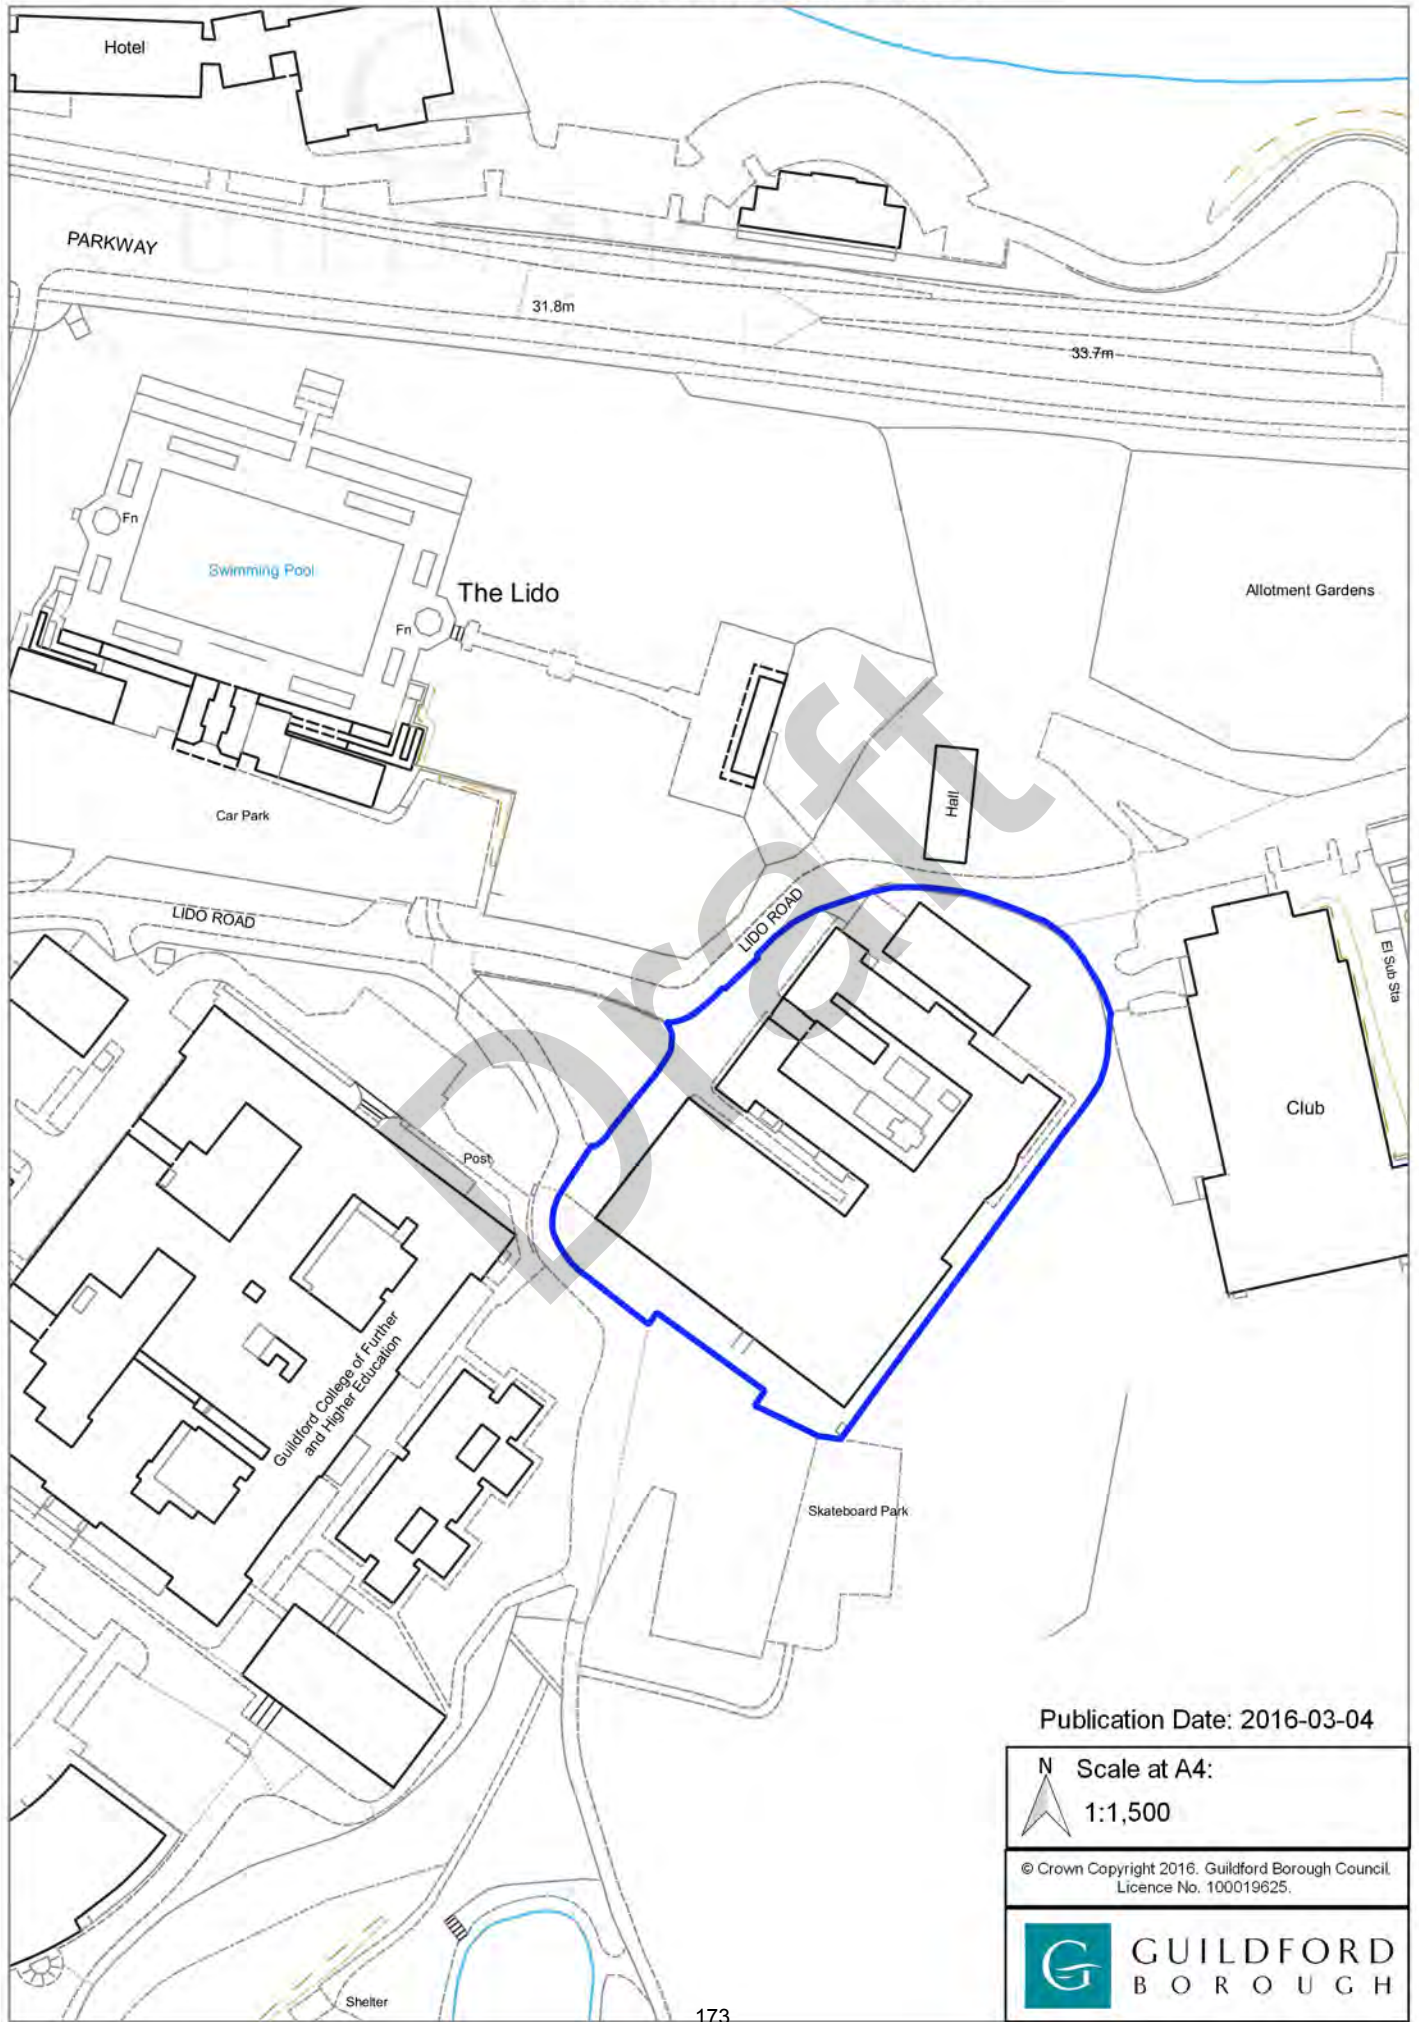 Hotel
PARKWAY
31.8m
33.7m
Fn
Swimming Pool
The Lido
Allotment Gardens
Fn
Hall
Car Park
LIDO ROAD
LIDO ROAD
El Sub Sta
Club
Post
Guildford College of Further
and Higher Education
Skateboard Park
Draft
Publication Date: 2016-03-04
N
Scale at A4:
1:1,500
© Crown Copyright 2016. Guildford Borough Council.
Licence No. 100019625.
G
GUILDFORD
BOROUGH
Shelter
173